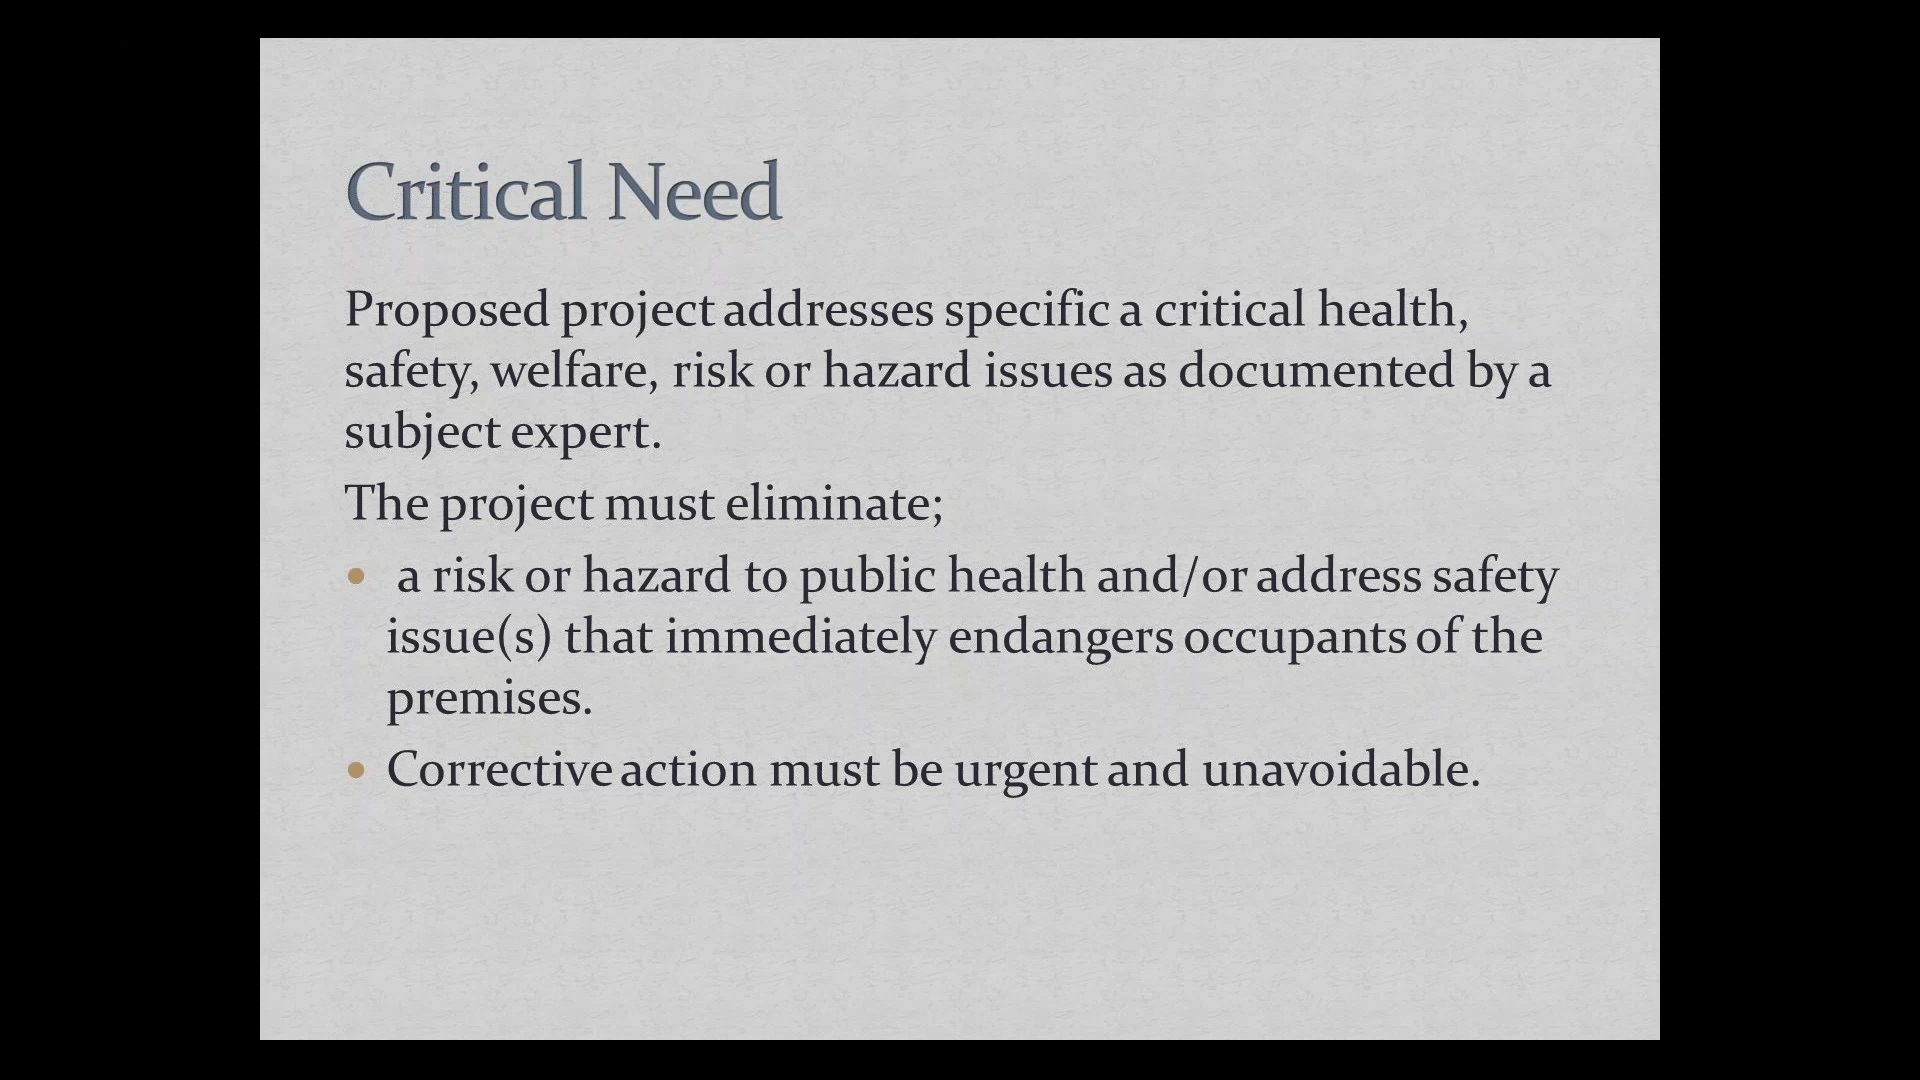 Critical Need
Proposed project addresses specific a critical health,
safety, welfare, risk or hazard issues as documented by a
subject expert.
The project must eliminate;
• a risk or hazard to public health and/or address safety
issue(s) that immediately endangers occupants of the
premises.
• Corrective action must be urgent and unavoidable.